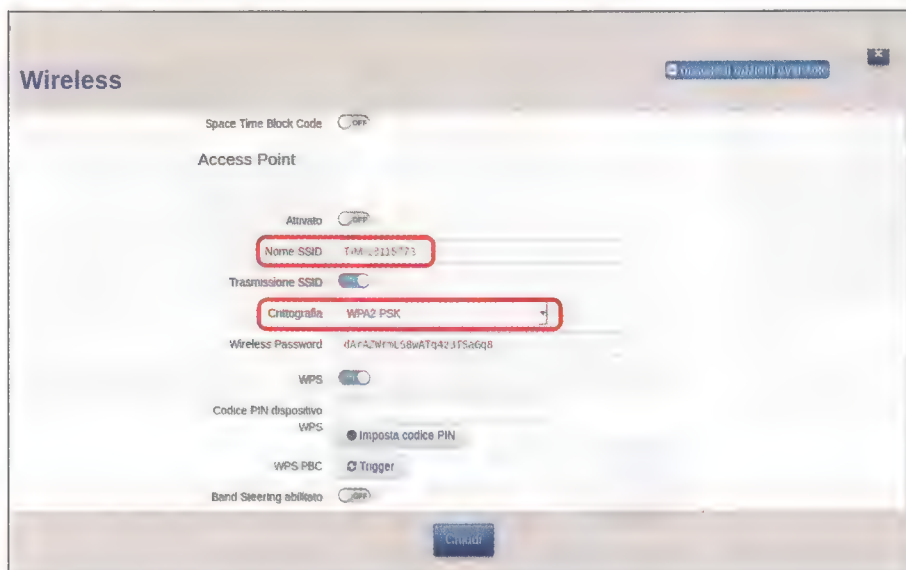 Wireless
Space Time Block Code OFF
Access Point
Attivato OFF
Nome SSID
Trasmissione SSID
Crittografia WPA2 PSK
Wireless Password
WPS
Codice PIN dispositivo
WPS
Imposta codice PIN
WPS PBC Trigger
Band Steering abilitato OFF
Chiudi